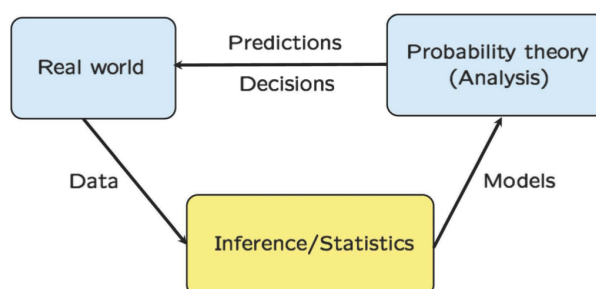 Real world
Predictions
Decisions
Probability theory
(Analysis)
Data
Models
Inference/Statistics